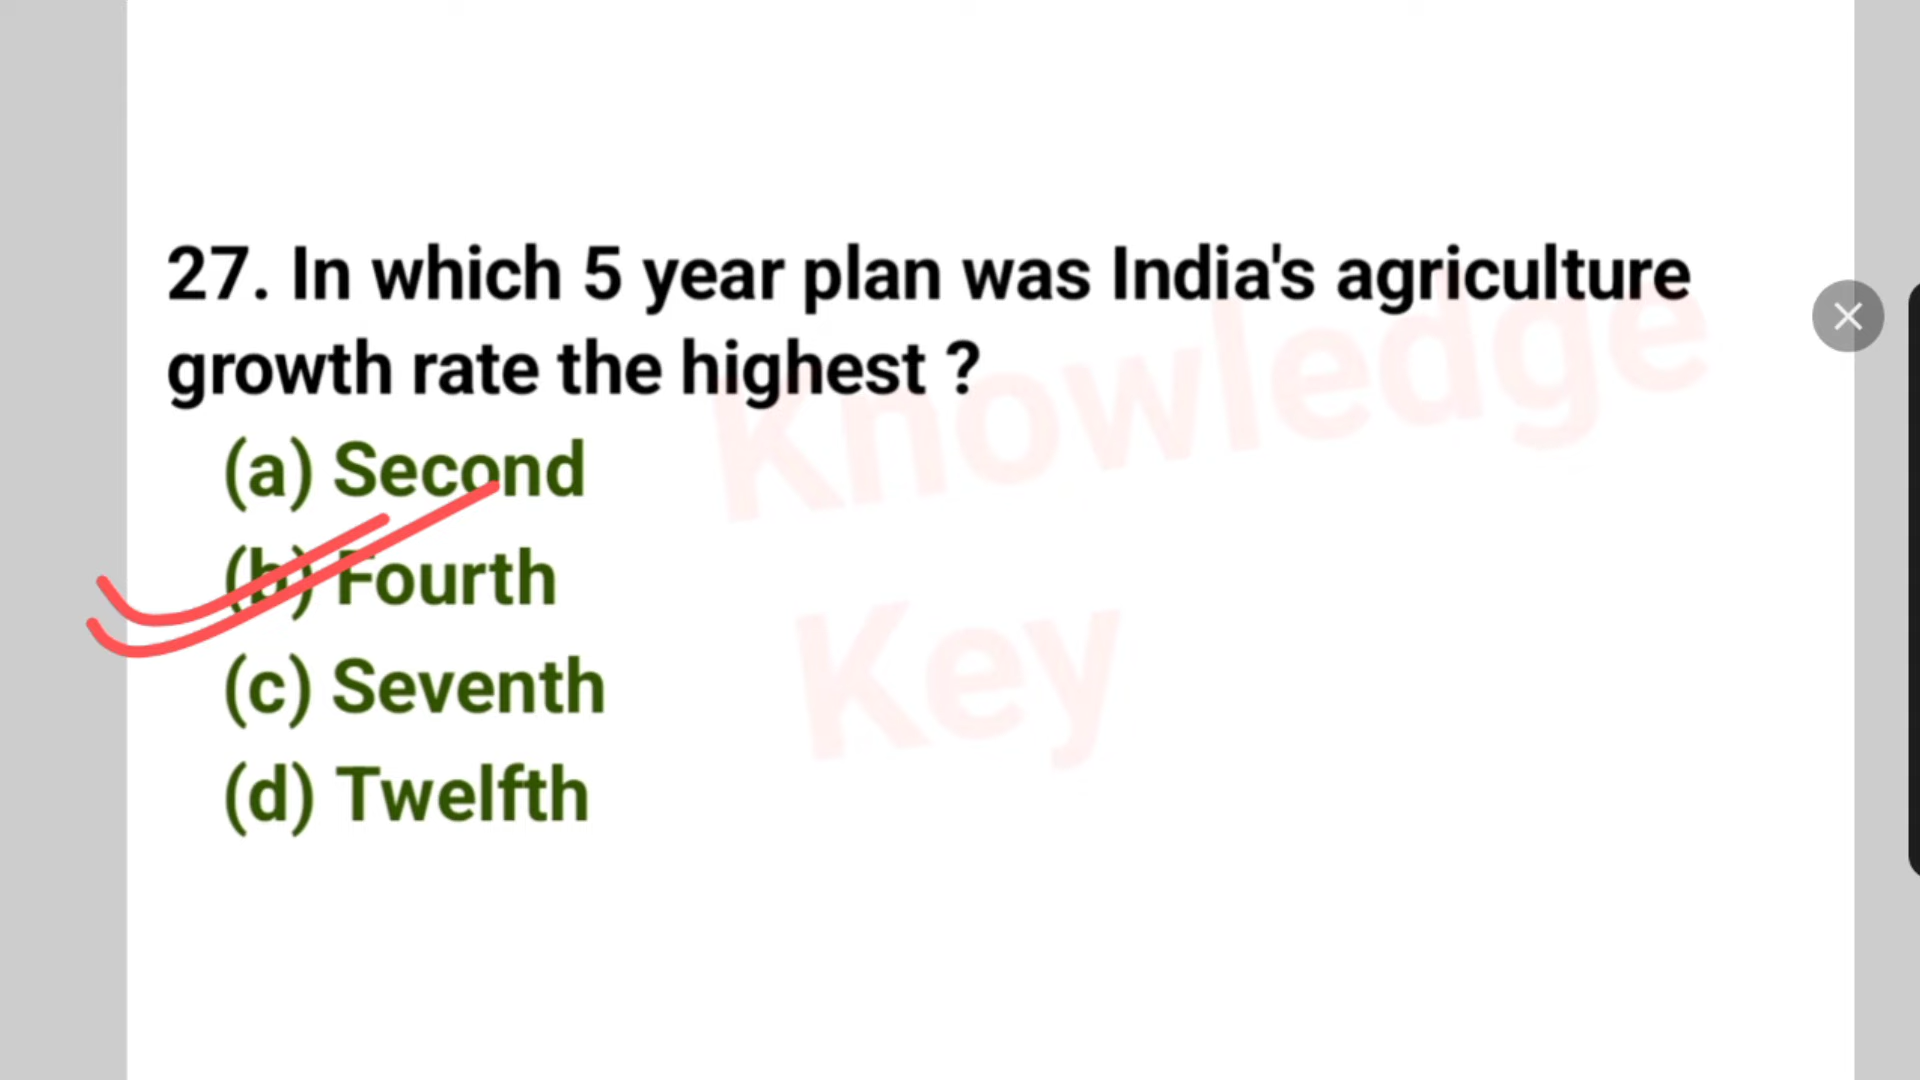 27. In which 5 year plan was India's agriculture
growth rate the highest ?
(a) Second
(b) Fourth
(c) Seventh
(d) Twelfth
Knowledge
Key